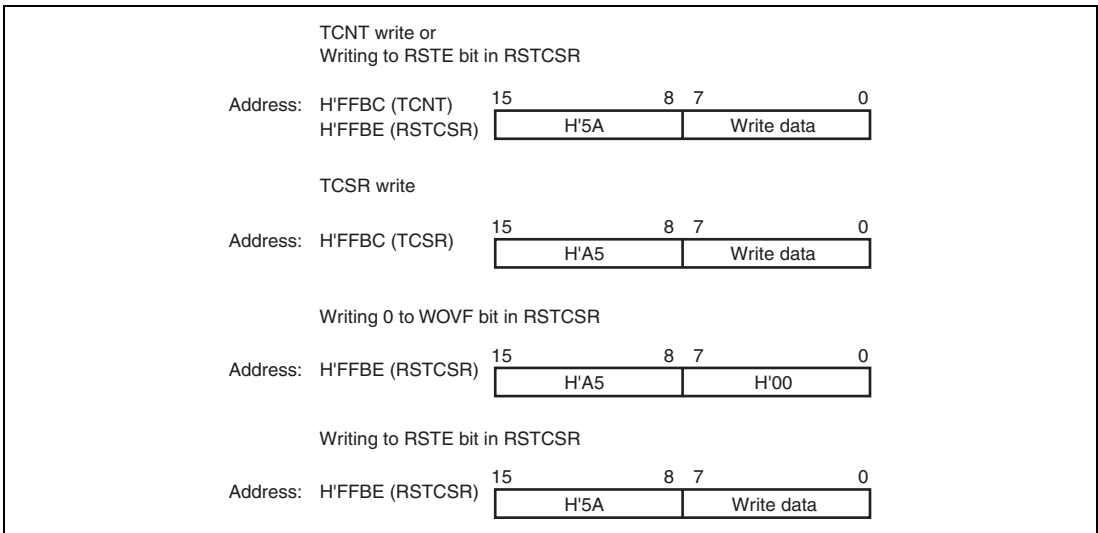 TCNT write or
Writing to RSTE bit in RSTCSR
15 8 7 0
Address: H'FFBC (TCNT)
H'FFBE (RSTCSR) H'5A Write data
TCSR write
15 8 7 0
Address: H'FFBC (TCSR) H'A5 Write data
Writing 0 to WOVF bit in RSTCSR
15 8 7 0
Address: H'FFBE (RSTCSR) H'A5 H'00
Writing to RSTE bit in RSTCSR
15 8 7 0
Address: H'FFBE (RSTCSR) H'5A Write data